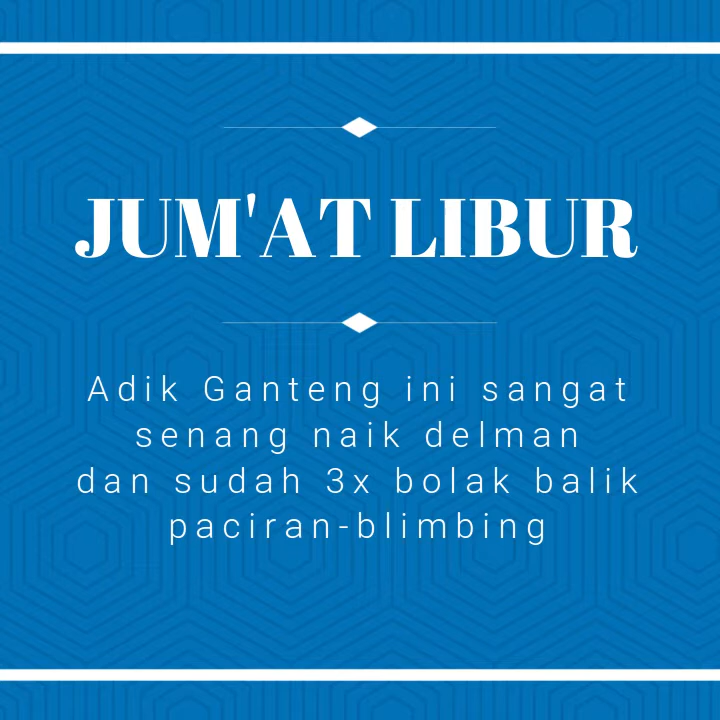 JUM'AT LIBUR
Adik Ganteng ini sangat
senang naik delman
dan sudah 3x bolak balik
paciran-blimbing